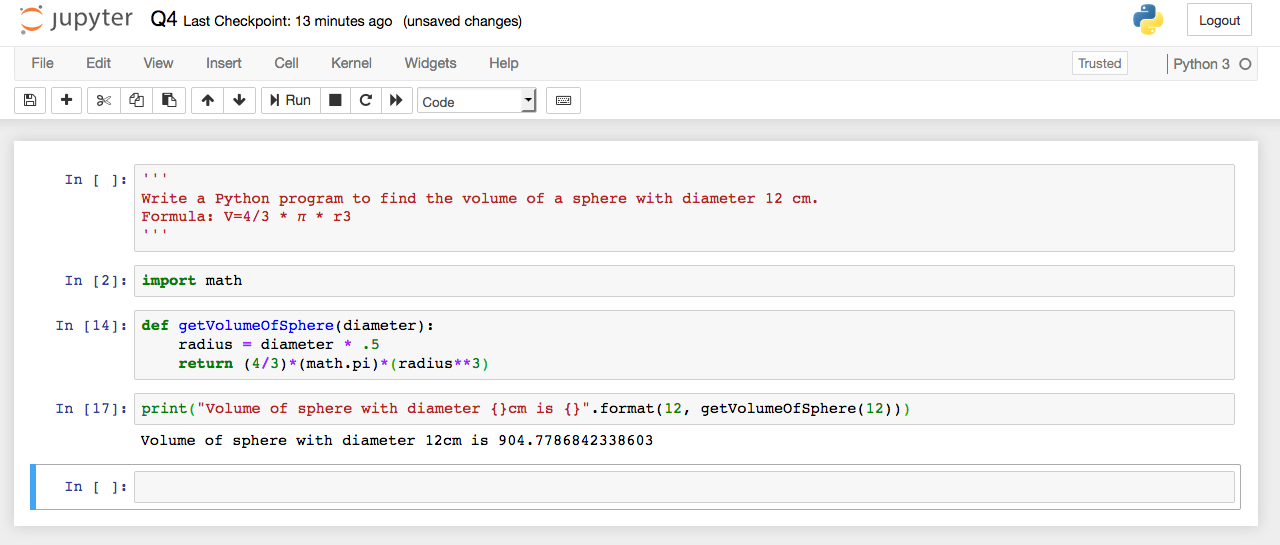 jupyter Q4 Last Checkpoint: 13 minutes ago (unsaved changes) Logout
File Edit View Insert Cell Kernel Widgets Help Trusted Python 3
Run Code
In [ ]: '''
Write a Python program to find the volume of a sphere with diameter 12 cm.
Formula: V=4/3 * π * r3
'''
In [2]: import math
In [14]: def getVolumeOfSphere(diameter):
    radius = diameter * .5
    return (4/3)*(math.pi)*(radius**3)
In [17]: print("Volume of sphere with diameter {}cm is {}".format(12, getVolumeOfSphere(12)))
Volume of sphere with diameter 12cm is 904.7786842338603
In [ ]: